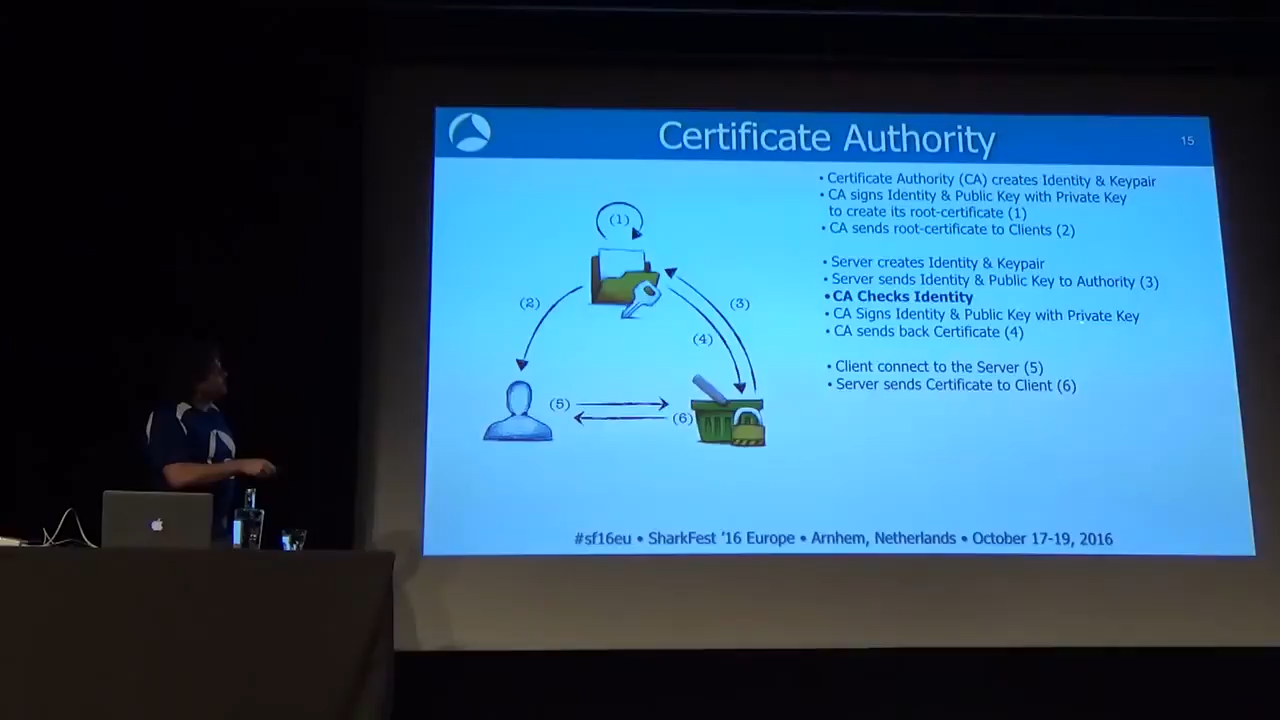 Certificate Authority
15
• Certificate Authority (CA) creates Identity & Keypair
• CA signs Identity & Public Key with Private Key
to create its root-certificate (1)
• CA sends root-certificate to Clients (2)
• Server creates Identity & Keypair
• Server sends Identity & Public Key to Authority (3)
• CA Checks Identity
• CA Signs Identity & Public Key with Private Key
• CA sends back Certificate (4)
• Client connect to the Server (5)
• Server sends Certificate to Client (6)
(1)
(2)
(3)
(4)
(5)
(6)
#sf16eu • SharkFest '16 Europe • Arnhem, Netherlands • October 17-19, 2016